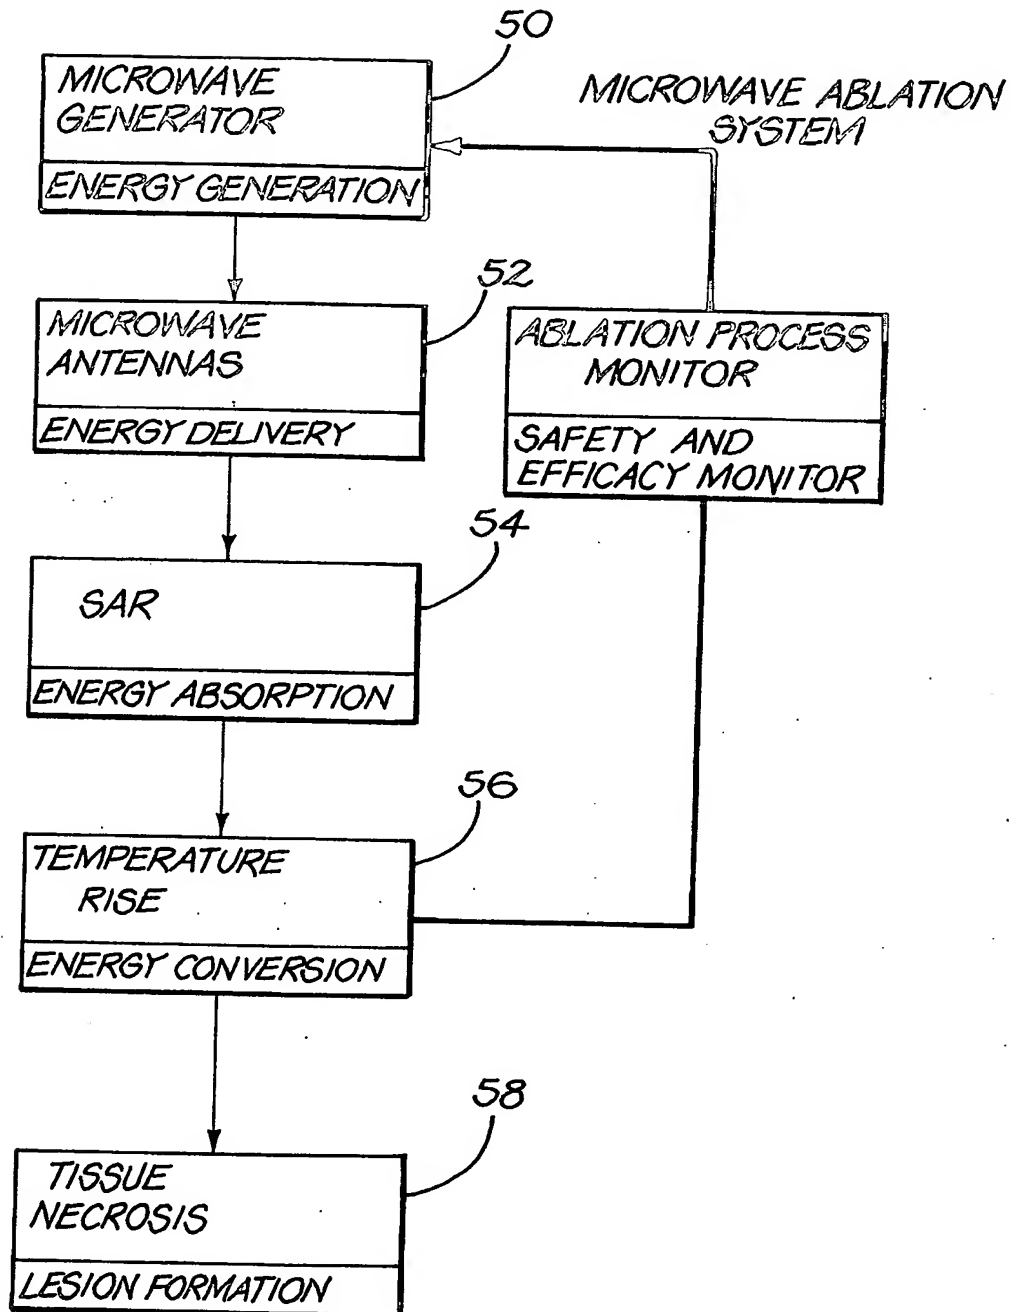 50
MICROWAVE
GENERATOR
ENERGY GENERATION
MICROWAVE ABLATION
SYSTEM
52
MICROWAVE
ANTENNAS
ENERGY DELIVERY
ABLATION PROCESS
MONITOR
SAFETY AND
EFFICACY MONITOR
54
SAR
ENERGY ABSORPTION
56
TEMPERATURE
RISE
ENERGY CONVERSION
58
TISSUE
NECROSIS
LESION FORMATION